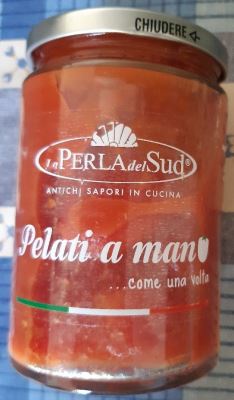 CHIUDERE
La PERLA del Sud®
ANTICHI SAPORI IN CUCINA
Pelati a mano
...come una volta